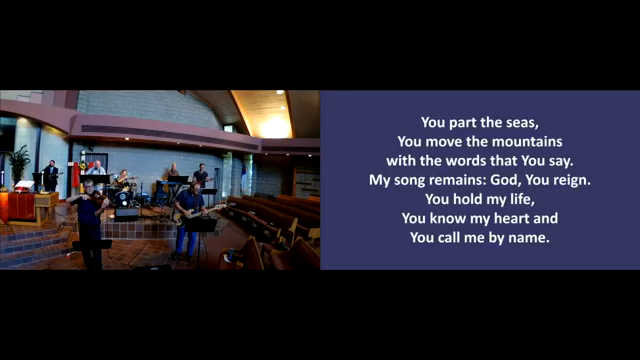 You part the seas,
You move the mountains
with the words that You say.
My song remains: God, You reign.
You hold my life,
You know my heart and
You call me by name.